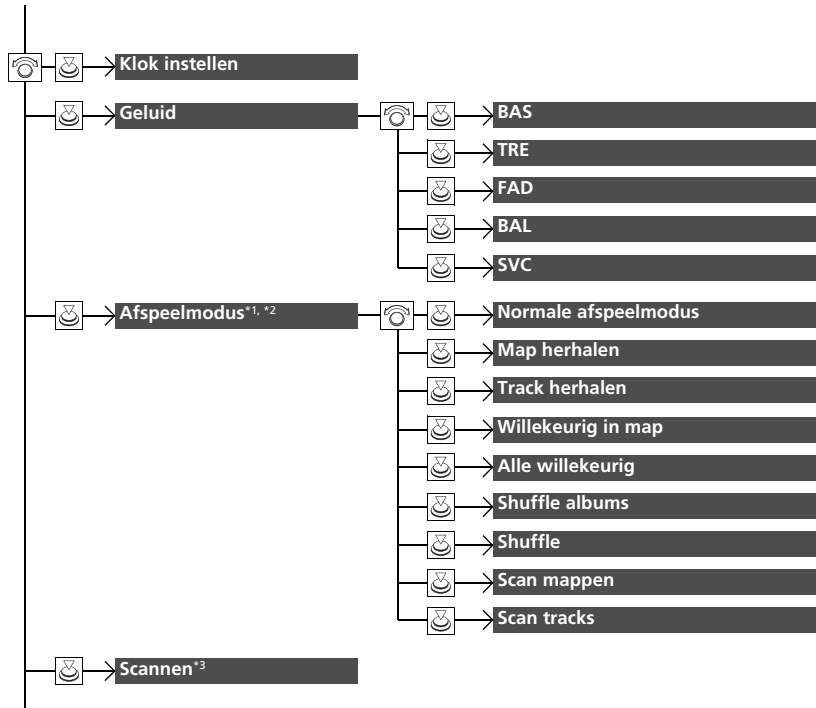 Klok instellen
Geluid
BAS
TRE
FAD
BAL
SVC
Afspeelmodus*1, *2
Normale afspeelmodus
Map herhalen
Track herhalen
Willekeurig in map
Alle willekeurig
Shuffle albums
Shuffle
Scan mappen
Scan tracks
Scannen*3